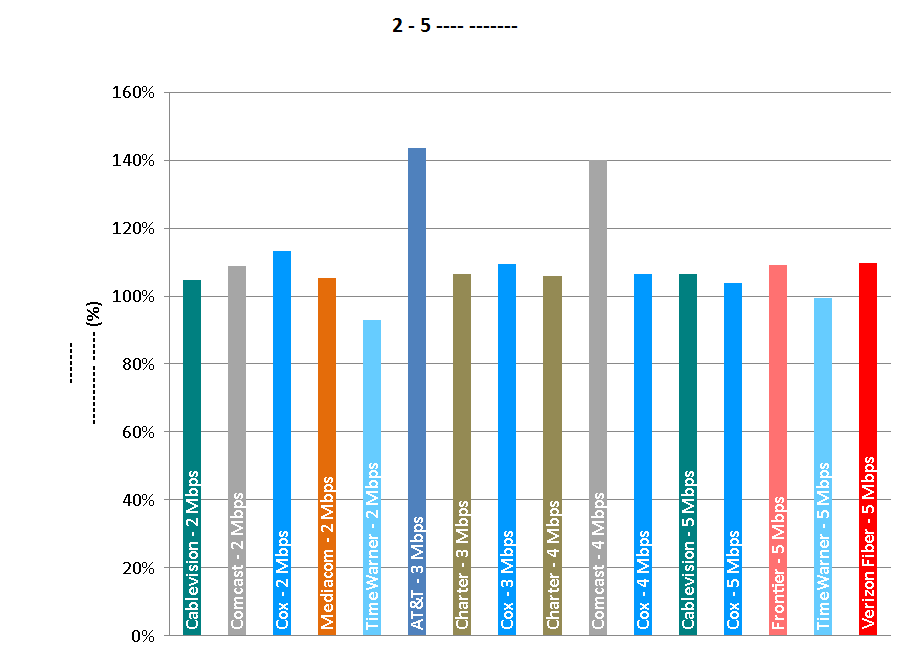 2 - 5 ---- -------
160%
140%
120%
100%
80%
60%
40%
20%
0%
--------
------------ ------ (%)
Cablevision - 2 Mbps
Comcast - 2 Mbps
Cox - 2 Mbps
Mediacom - 2 Mbps
TimeWarner - 2 Mbps
AT&T - 3 Mbps
Charter - 3 Mbps
Cox - 3 Mbps
Charter - 4 Mbps
Comcast - 4 Mbps
Cox - 4 Mbps
Cablevision - 5 Mbps
Cox - 5 Mbps
Frontier - 5 Mbps
TimeWarner - 5 Mbps
Verizon Fiber - 5 Mbps